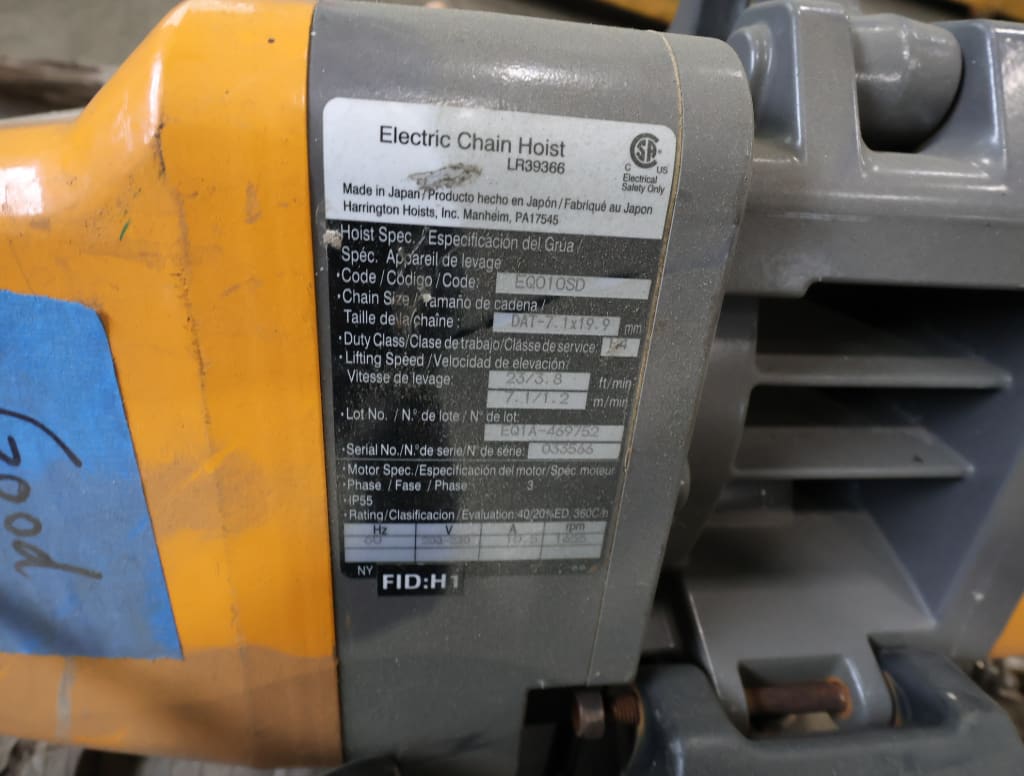 Electric Chain Hoist
LR39366
C US
Electrical
Safety Only
Made in Japan/Producto hecho en Japón/Fabriqué au Japon
Harrington Hoists, Inc. Manheim, PA17545
Hoist Spec. / Especificación del Grúa /
Spéc. Appareil de levage
·Code / Código / Code: EQ010SD
·Chain Size / Tamaño de cadena /
Taille de la chaîne : DAT-7.1x19.9 mm
·Duty Class/Clase de trabajo/Classe de service:
·Lifting Speed /Velocidad de elevación/
Vitesse de levage: 23/3.8 ft/min
7.1/1.2 m/min
·Lot No. / N.° de lote / N° de lot:
EQ1A-469752
·Serial No./N.° de serie/N° de série: 033566
·Motor Spec./Especificación del motor/Spéc moteur
·Phase / Fase / Phase 3
·IP55
·Rating/Clasificacion/Evaluation:40/20%ED, 360C/h
Hz V A rpm
60
NY
FID:H1
Good